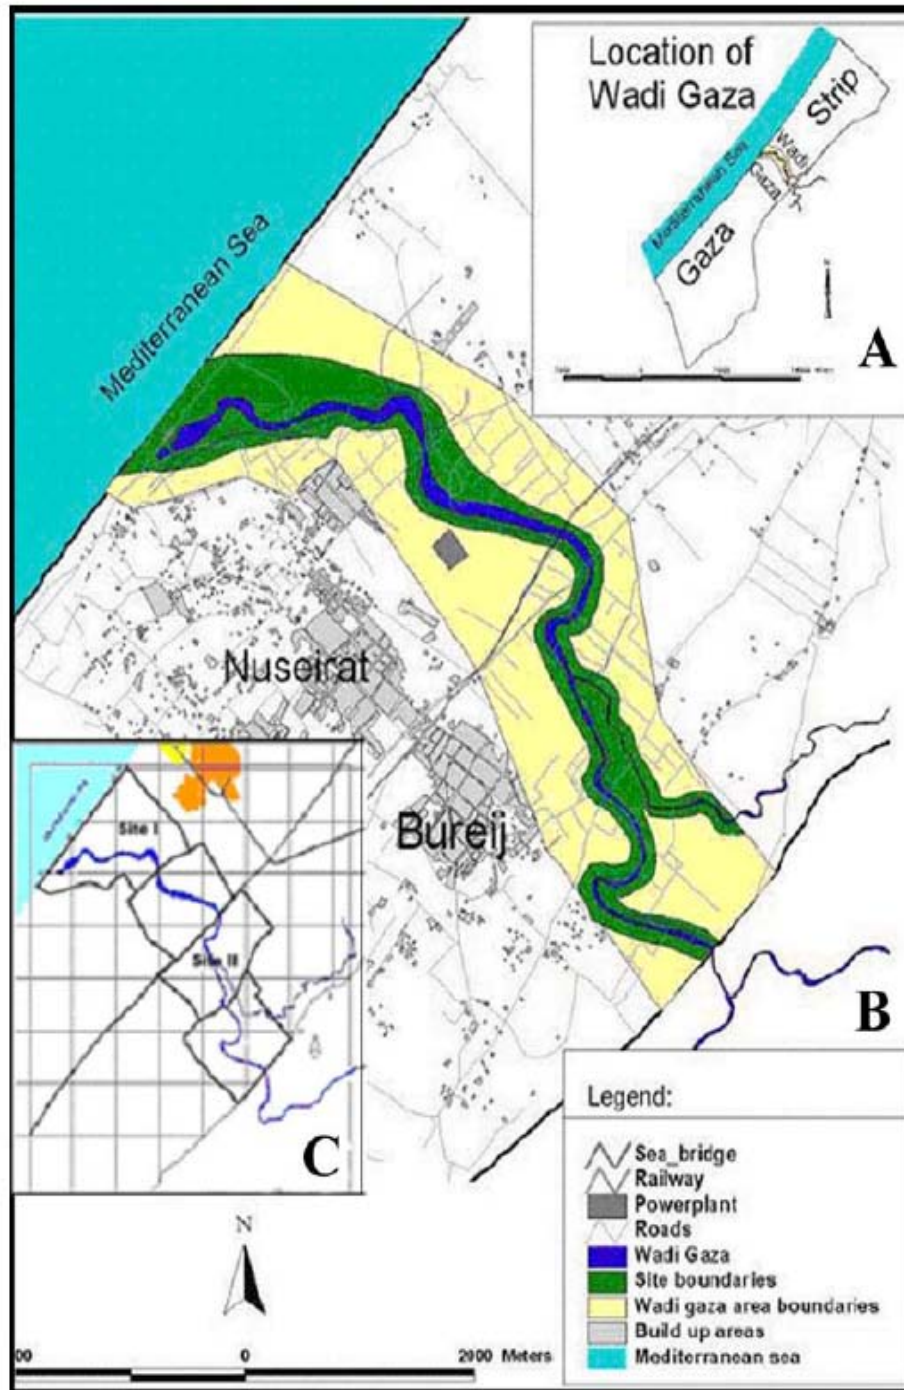 Location of
Wadi Gaza
Strip
Wadi
Gaza
Mediterranean Sea
Gaza
A
Mediterranean Sea
Nuseirat
Bureij
B
Site I
Site II
C
Legend:
Sea_bridge
Railway
Powerplant
Roads
Wadi Gaza
Site boundaries
Wadi gaza area boundaries
Build up areas
Mediterranean sea
N
0
2000 Meters